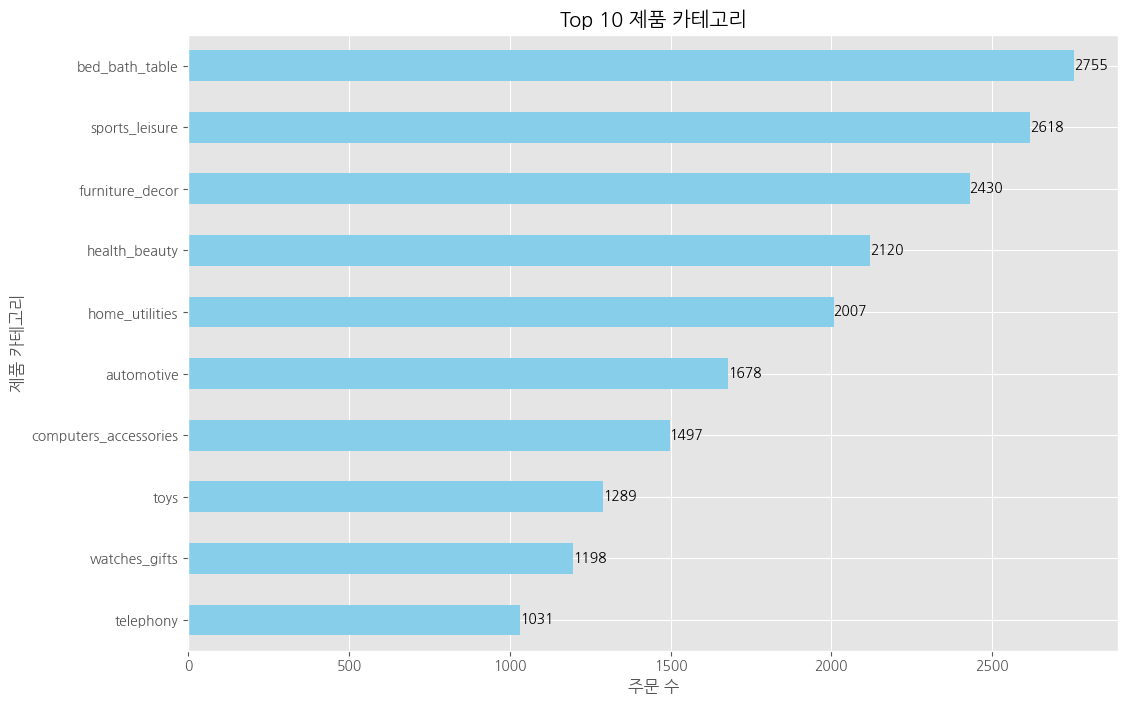 Top 10 제품 카테고리
제품 카테고리
bed_bath_table 2755
sports_leisure 2618
furniture_decor 2430
health_beauty 2120
home_utilities 2007
automotive 1678
computers_accessories 1497
toys 1289
watches_gifts 1198
telephony 1031
0 500 1000 1500 2000 2500
주문 수